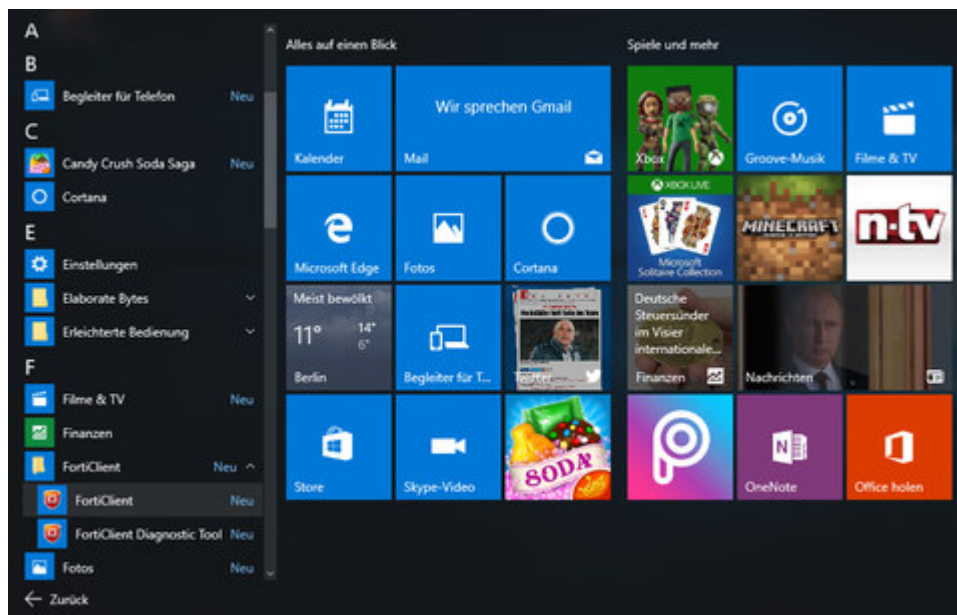 A
B
Begleiter für Telefon Neu
C
Candy Crush Soda Saga Neu
Cortana
E
Einstellungen
Elaborate Bytes
Erleichterte Bedienung
F
Filme & TV Neu
Finanzen
FortiClient Neu
FortiClient Neu
FortiClient Diagnostic Tool Neu
Fotos Neu
Zurück
Alles auf einen Blick
Kalender
Wir sprechen Gmail
Mail
Microsoft Edge
Fotos
Cortana
Meist bewölkt
11° 14°
6°
Berlin
Begleiter für T...
Twitter
Store
Skype-Video
SODA
Spiele und mehr
Xbox
Groove-Musik
Filme & TV
XBOX LIVE
Microsoft
Solitaire Collection
MINECRAFT
n-tv
Deutsche
Steuersünder
im Visier
internationale...
Finanzen
Nachrichten
OneNote
Office holen